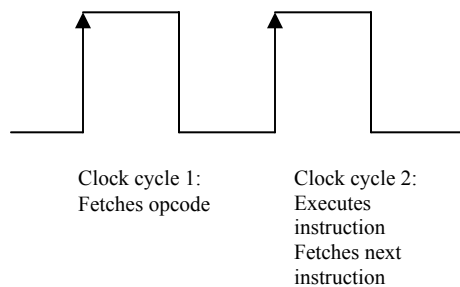 Clock cycle 1:
Fetches opcode
Clock cycle 2:
Executes
instruction
Fetches next
instruction